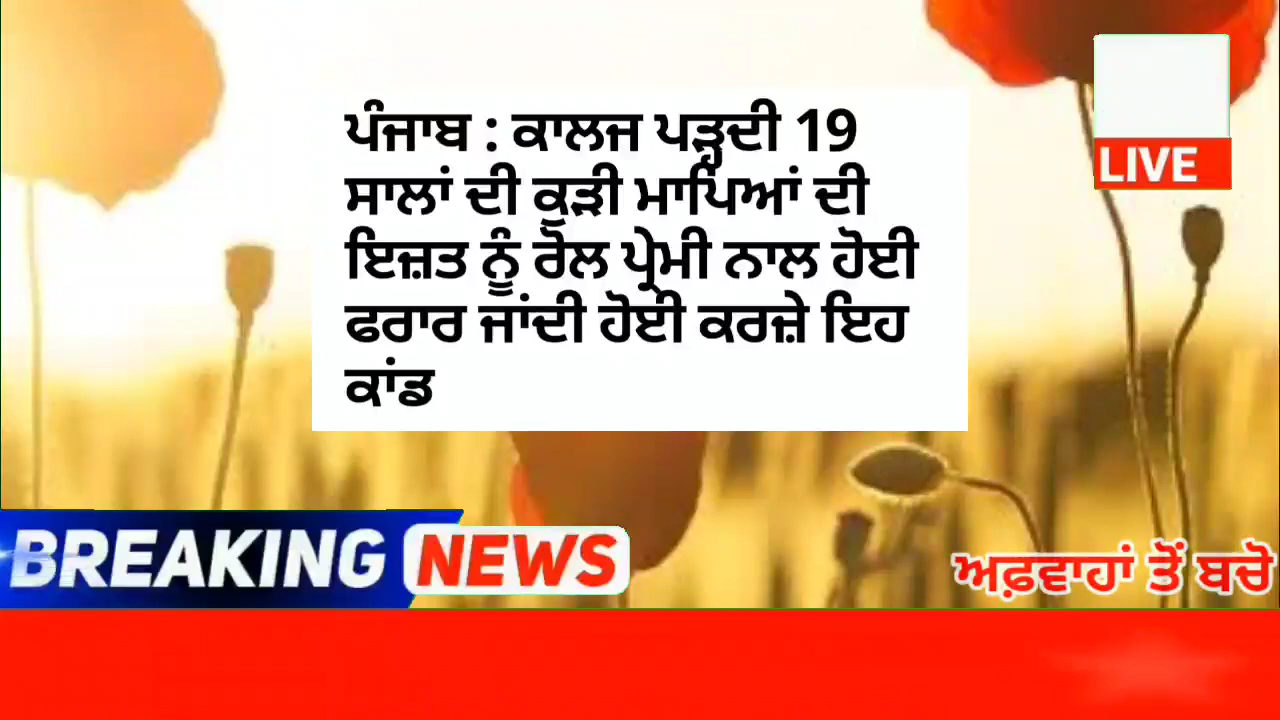 ਪੰਜਾਬ : ਕਾਲਜ ਪੜ੍ਹਦੀ 19
ਸਾਲਾਂ ਦੀ ਕੁੜੀ ਮਾਪਿਆਂ ਦੀ
ਇਜ਼ਤ ਨੂੰ ਰੋਲ ਪ੍ਰੇਮੀ ਨਾਲ ਹੋਈ
ਫਰਾਰ ਜਾਂਦੀ ਹੋਈ ਕਰਜ਼ੇ ਇਹ
ਕਾਂਡ
LIVE
BREAKING NEWS
ਅਫ਼ਵਾਹਾਂ ਤੋਂ ਬਚੋ